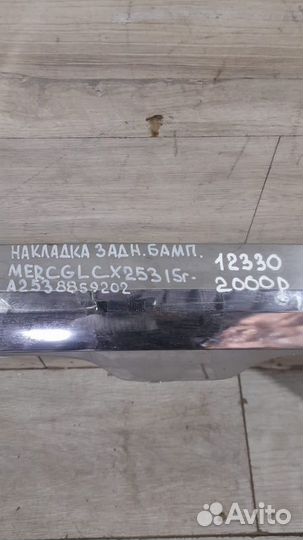 НАКЛАДКА ЗАДН. БАМП.
MERC GLC X253 15г. 12330
A2538859202 2000р
Avito